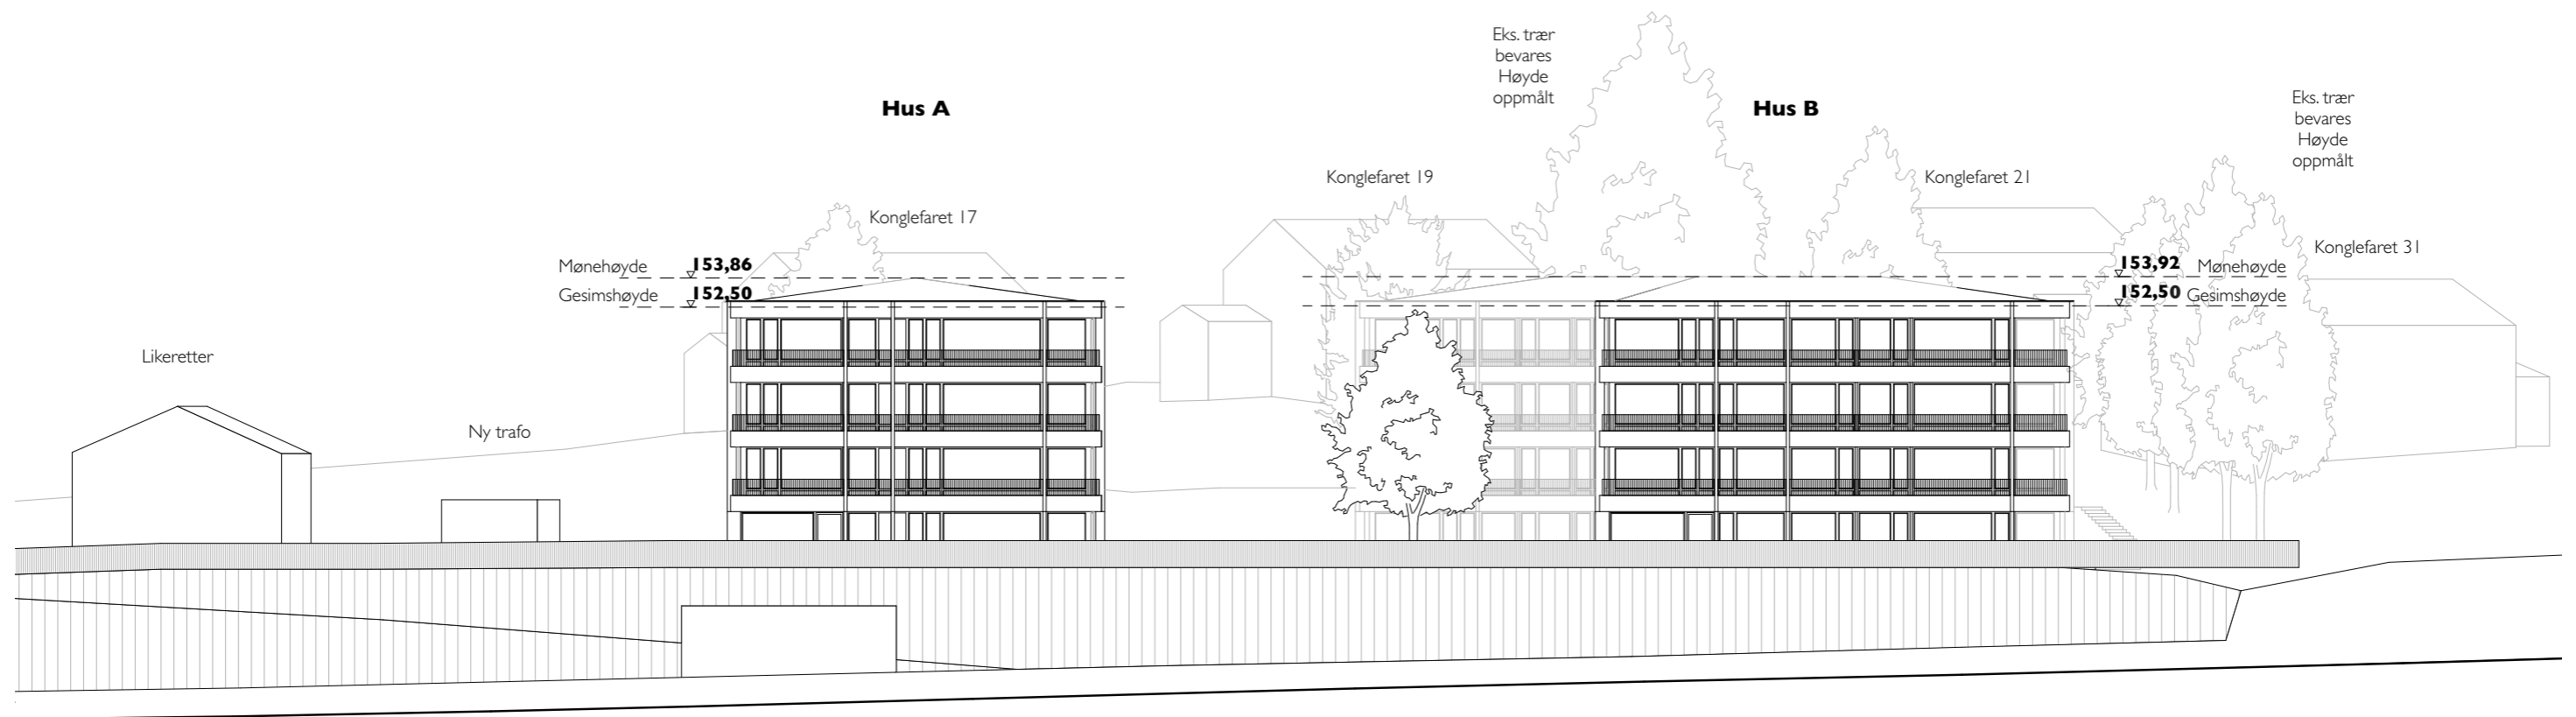 Eks. trær
bevares
Høyde
oppmålt
Hus A
Hus B
Eks. trær
bevares
Høyde
oppmålt
Konglefaret 19
Konglefaret 21
Konglefaret 17
Konglefaret 31
Mønehøyde 153,86
153,92 Mønehøyde
Gesimshøyde 152,50
152,50 Gesimshøyde
Likeretter
Ny trafo